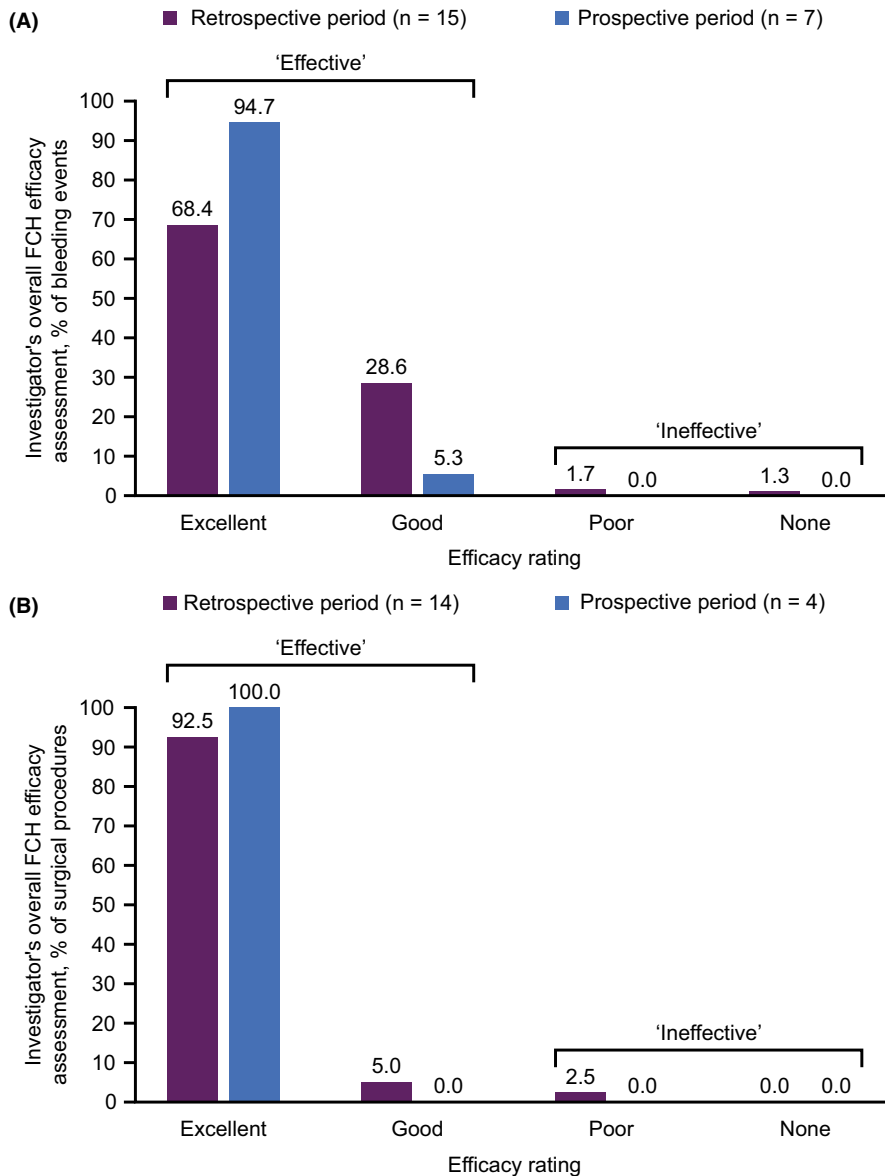 (A)
Retrospective period (n = 15)
Prospective period (n = 7)
'Effective'
Investigator's overall FCH efficacy
assessment, % of bleeding events
100
90
80
70
60
50
40
30
20
10
0
68.4
94.7
28.6
5.3
'Ineffective'
1.7
0.0
1.3
0.0
Excellent
Good
Poor
None
Efficacy rating
(B)
Retrospective period (n = 14)
Prospective period (n = 4)
'Effective'
Investigator's overall FCH efficacy
assessment, % of surgical procedures
100
90
80
70
60
50
40
30
20
10
0
92.5
100.0
5.0
0.0
'Ineffective'
2.5
0.0
0.0
0.0
Excellent
Good
Poor
None
Efficacy rating